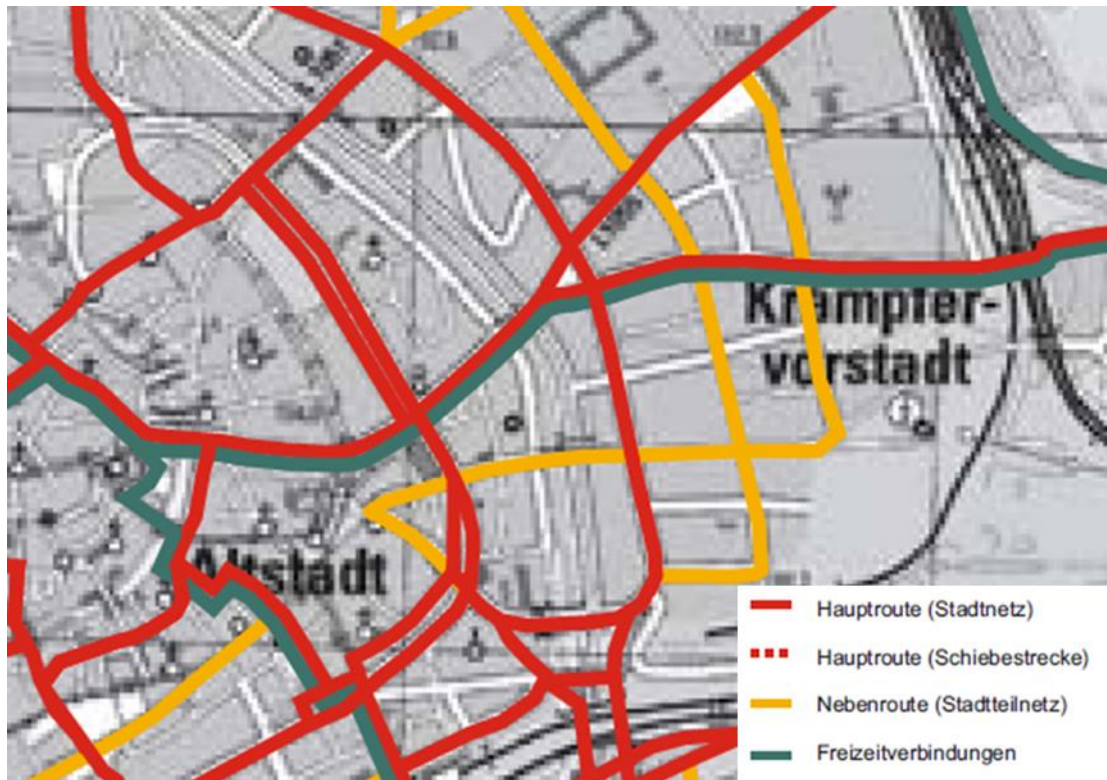 Krampfer-
vorstadt
Altstadt
Hauptroute (Stadtnetz)
Hauptroute (Schiebestrecke)
Nebenroute (Stadtteilnetz)
Freizeitverbindungen